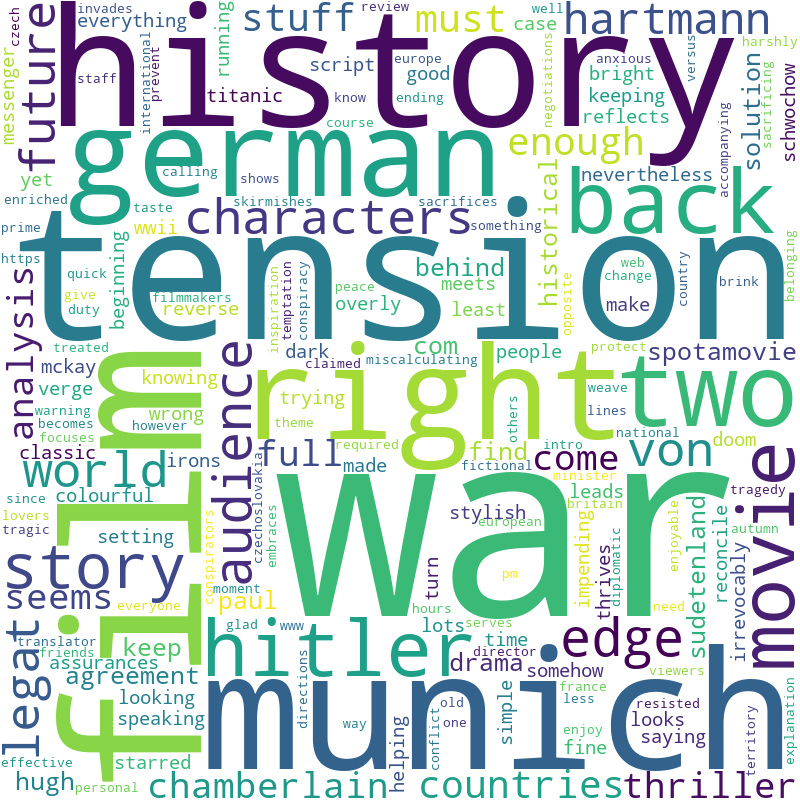 invades
czech
everything
stuff
must
hartmann
history
future
messenger
staff
international
prevent
running
titanic
script
good
europe
know
ending
course
review
case
well
anxious
bright
keeping
reflects
negotiations
versus
harshly
sacrificing
solution
schwochow
accompanying
yet
german
enough
nevertheless
calling
shows
enriched
taste
skirmishes
sacrifices
characters
something
back
historical
prime
wwii
beginning
tension
https
quick
give
duty
filmmakers
reverse
inspiration
temptation
conspiracy
peace
overly
behind
meets
least
opposite
people
web
change
make
country
brink
belonging
analysis
treated
mckay
verge
warning
becomes
focuses
classic
knowing
wrong
however
film
audience
dark
claimed
miscalculating
com
trying
theme
right
required
protect
spotamovie
weave
lines
two
national
doom
others
find
since
lovers
tragic
colourful
world
irons
full
made
czechoslovakia
fictional
intro
come
von
leads
minister
britain
tragedy
autumn
movie
setting
stylish
european
war
story
seems
everyone
conspirators
embraces
paul
moment
turn
pm
impending
thrives
diplomatic
enjoyable
need
sudetenland
reconcile
irrevocably
legat
translator
friends
assurances
keep
agreement
glad
www
hours
serves
lots
hitler
drama
director
time
edge
somehow
viewers
looking
speaking
munich
directions
way
conflict
old
one
simple
france
less
enjoy
fine
resisted
looks
saying
territory
explanation
effective
hugh
personal
starred
chamberlain
helping
countries
thriller